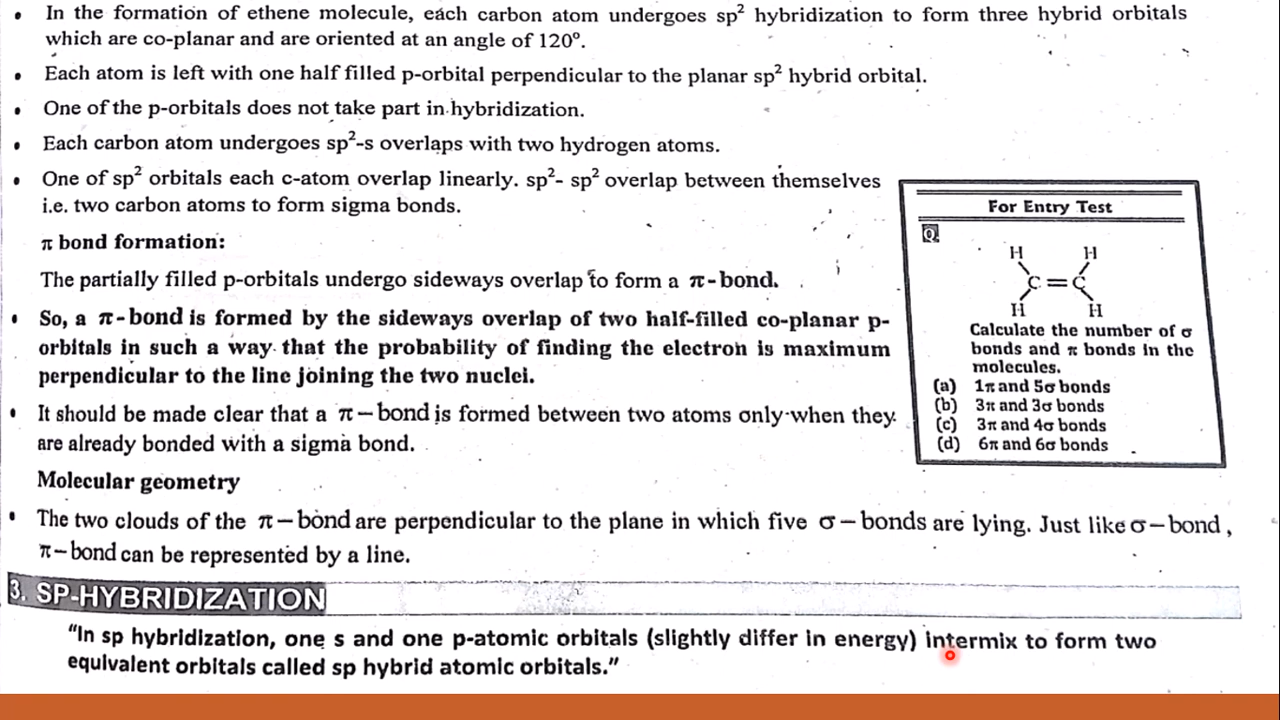 • In the formation of ethene molecule, each carbon atom undergoes sp² hybridization to form three hybrid orbitals
which are co-planar and are oriented at an angle of 120°.
• Each atom is left with one half filled p-orbital perpendicular to the planar sp² hybrid orbital.
• One of the p-orbitals does not take part in hybridization.
• Each carbon atom undergoes sp²-s overlaps with two hydrogen atoms.
• One of sp² orbitals each c-atom overlap linearly. sp²- sp² overlap between themselves
i.e. two carbon atoms to form sigma bonds.
π bond formation:
The partially filled p-orbitals undergo sideways overlap to form a π-bond.
• So, a π-bond is formed by the sideways overlap of two half-filled co-planar p-
orbitals in such a way that the probability of finding the electron is maximum
perpendicular to the line joining the two nuclei.
• It should be made clear that a π–bond is formed between two atoms only when they
are already bonded with a sigma bond.
For Entry Test
Q
H H
C=C
H H
Calculate the number of σ
bonds and π bonds in the
molecules.
(a) 1π and 5σ bonds
(b) 3π and 3σ bonds
(c) 3π and 4σ bonds
(d) 6π and 6σ bonds
Molecular geometry
• The two clouds of the π–bond are perpendicular to the plane in which five σ–bonds are lying. Just like σ–bond,
π–bond can be represented by a line.
3. SP-HYBRIDIZATION
"In sp hybridization, one s and one p-atomic orbitals (slightly differ in energy) intermix to form two
equivalent orbitals called sp hybrid atomic orbitals."